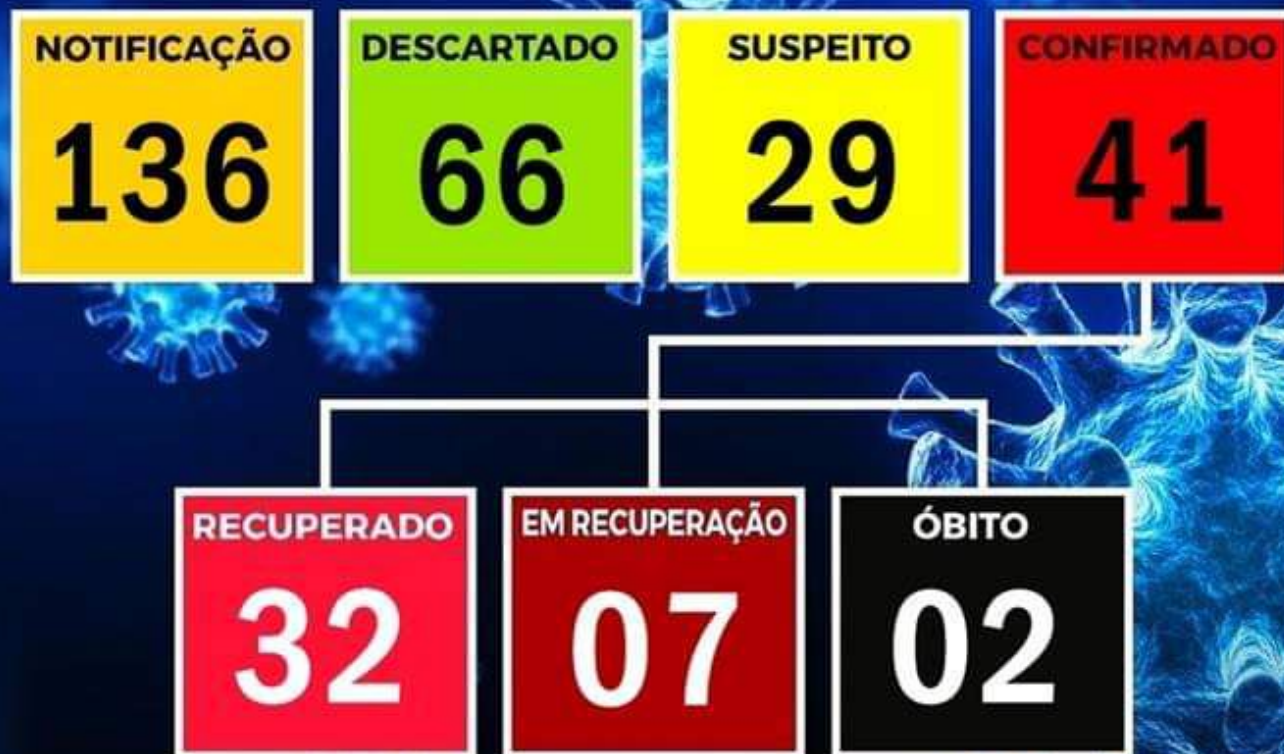 NOTIFICAÇÃO
136
DESCARTADO
66
SUSPEITO
29
CONFIRMADO
41
RECUPERADO
32
EM RECUPERAÇÃO
07
ÓBITO
02